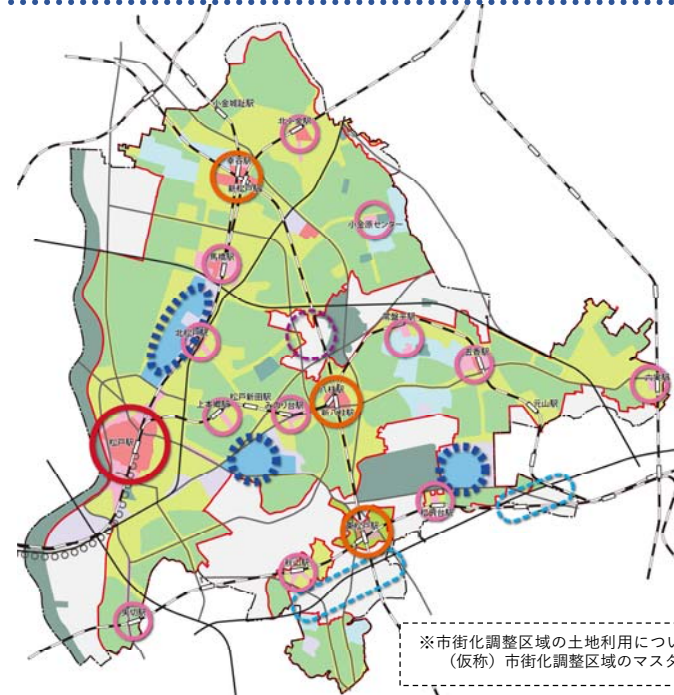 小金城趾駅
北小金駅
幸谷駅
新松戸駅
小金原センター
馬橋駅
北松戸駅
常盤平駅
五香駅
六実駅
八柱駅
新八柱駅
松戸新田駅
みのり台駅
上本郷駅
元山駅
松戸駅
松飛台駅
東松戸駅
秋山駅
矢切駅
※市街化調整区域の土地利用につい
（仮称）市街化調整区域のマスタ